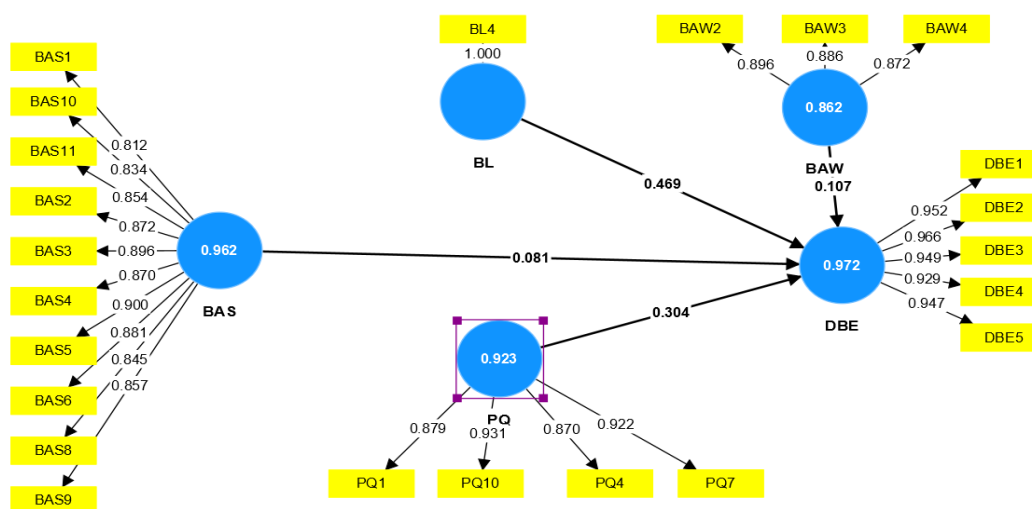 BL4
BAW2
BAW3
BAW4
BAS1
1.000
0.896
0.886
0.872
BAS10
0.862
BAS11
0.812
0.834
BL
BAW
DBE1
0.854
0.469
0.107
0.952
BAS2
0.872
DBE2
0.966
BAS3
0.896
0.962
0.081
0.972
0.949
DBE3
BAS4
0.870
0.929
DBE4
0.900
BAS
0.304
0.947
BAS5
0.881
DBE
DBE5
0.845
0.923
0.857
BAS6
PQ
0.879
0.931
0.870
0.922
BAS8
PQ1
PQ10
PQ4
PQ7
BAS9